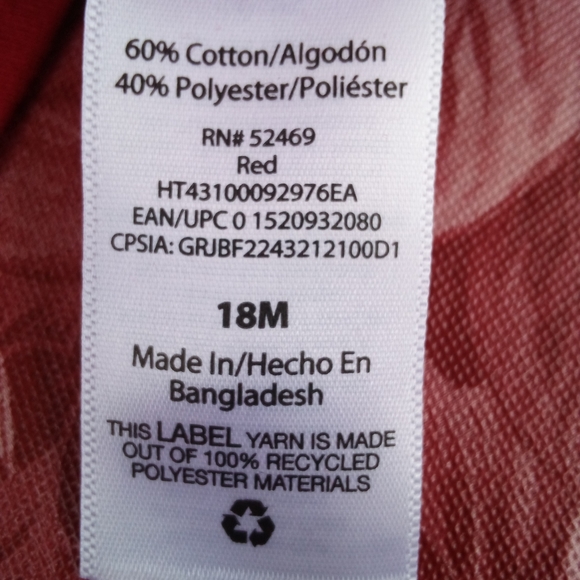 60% Cotton/Algodón
40% Polyester/Poliéster
RN# 52469
Red
HT43100092976EA
EAN/UPC 0 1520932080
CPSIA: GRJBF2243212100D1
18M
Made In/Hecho En
Bangladesh
THIS LABEL YARN IS MADE
OUT OF 100% RECYCLED
POLYESTER MATERIALS